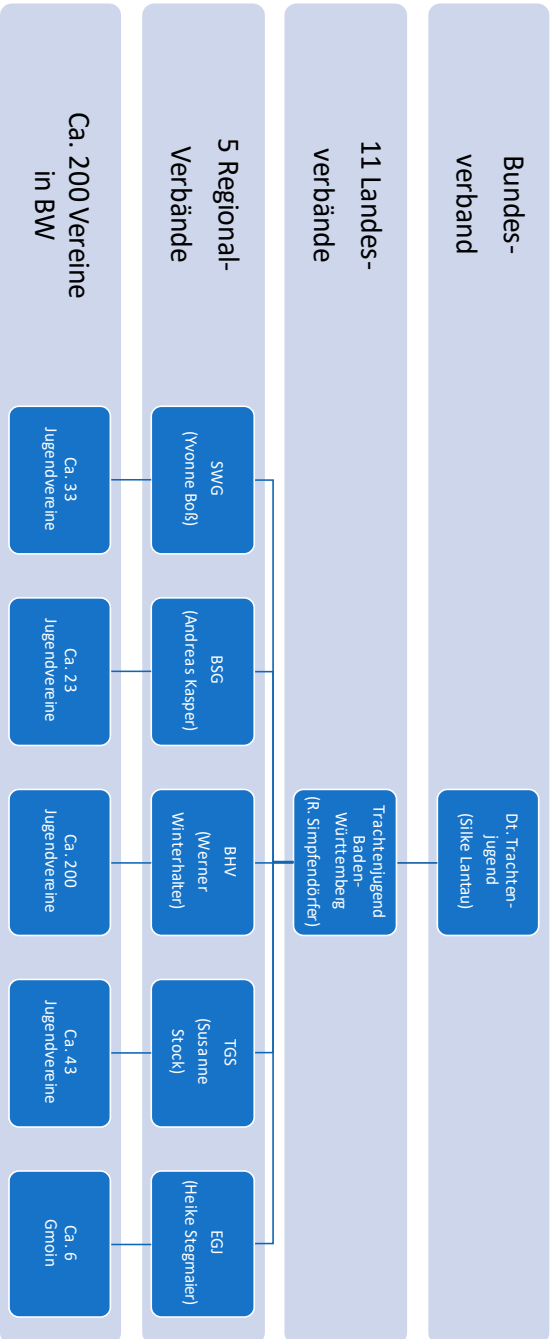 Bundes-
verband
Dt. Trachten-
jugend
(Silke Lantau)
11 Landes-
verbände
Trachtenjugend
Baden-
Württemberg
(R. Simpfendörfer)
5 Regional-
Verbände
SWG
(Yvonne Boß)
BSG
(Andreas Kasper)
BHV
(Werner
Winterhalter)
TGS
(Susanne
Stock)
EGJ
(Heike Stegmaier)
Ca. 200 Vereine
in BW
Ca. 33
Jugendvereine
Ca. 23
Jugendvereine
Ca. 200
Jugendvereine
Ca. 43
Jugendvereine
Ca. 6
Gmoin